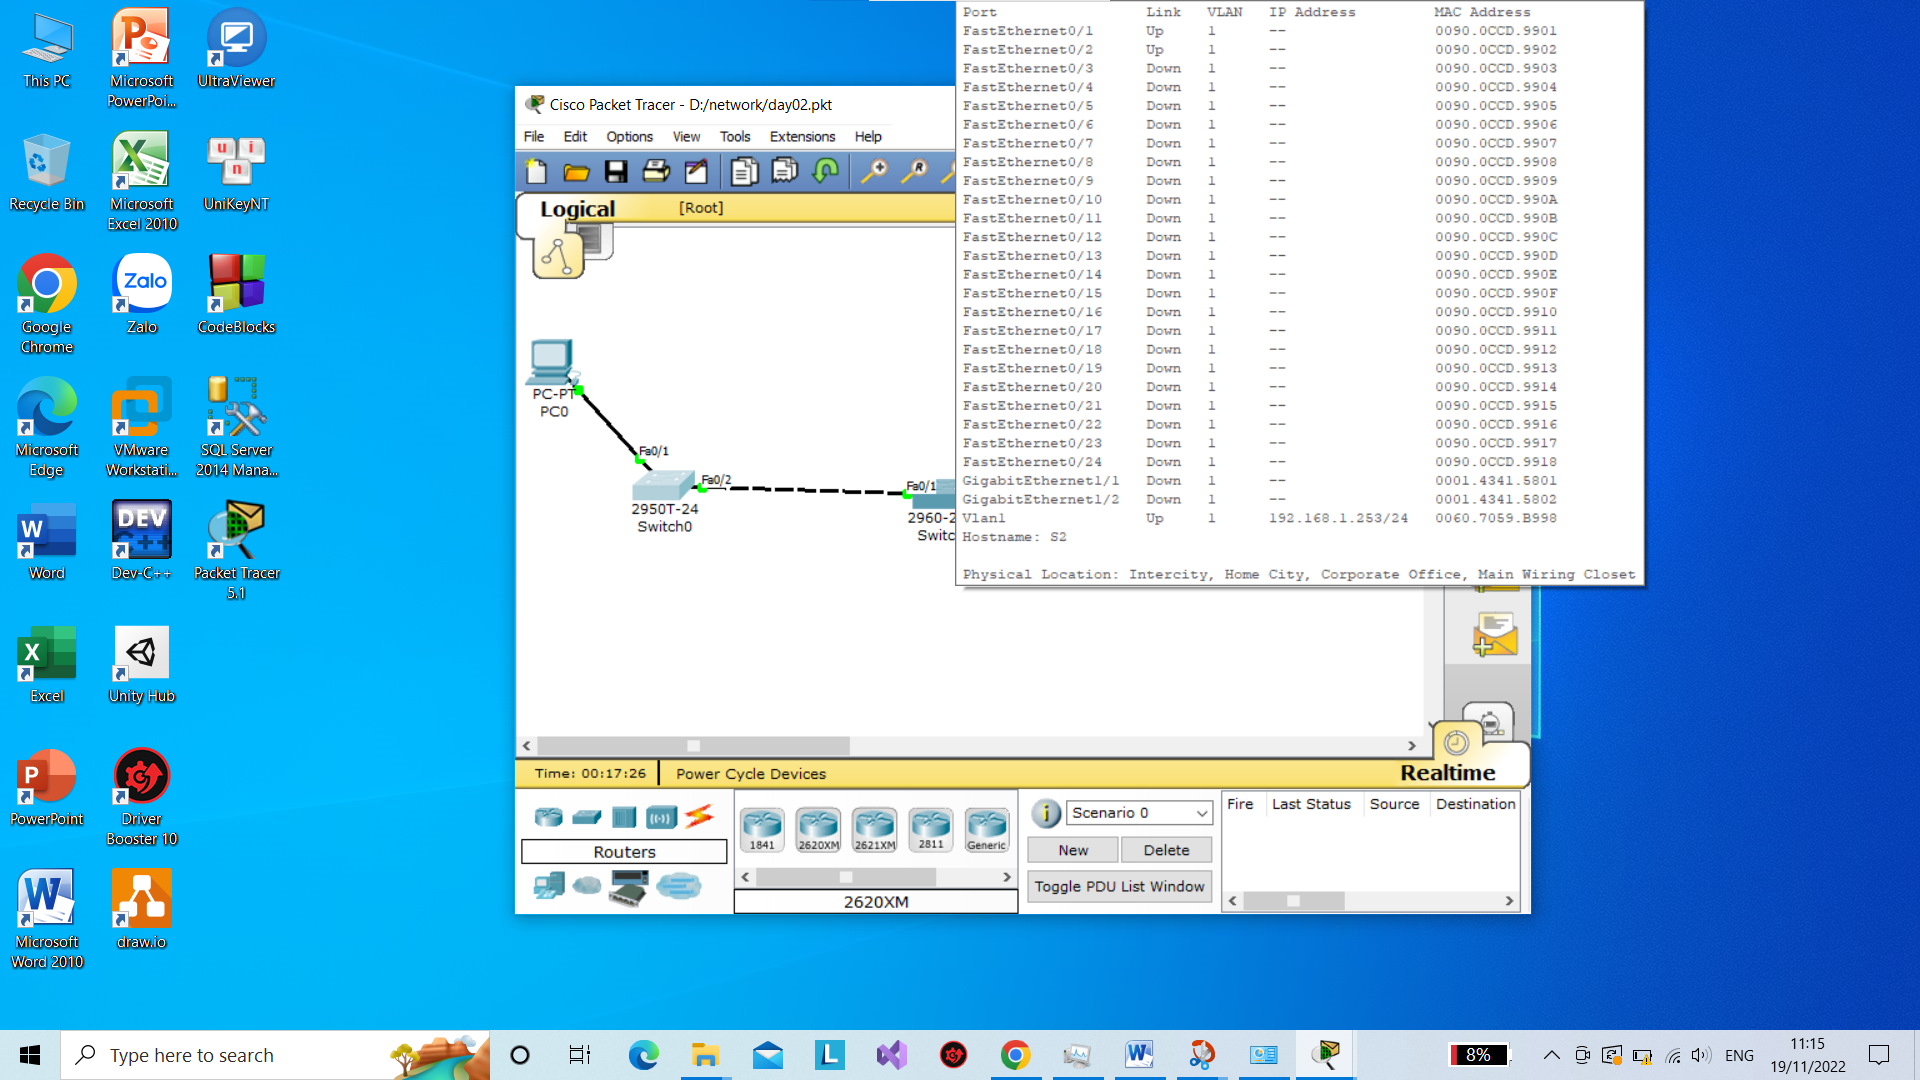 This PC
Microsoft PowerPoi...
UltraViewer
Recycle Bin
Microsoft Excel 2010
UniKeyNT
Google Chrome
Zalo
CodeBlocks
Microsoft Edge
VMware Workstati...
SQL Server 2014 Mana...
Word
Dev-C++
Packet Tracer 5.1
Excel
Unity Hub
PowerPoint
Driver Booster 10
Microsoft Word 2010
draw.io
Cisco Packet Tracer - D:/network/day02.pkt
File Edit Options View Tools Extensions Help
Logical [Root]
PC-PT
PC0
Fa0/1
Fa0/2
2950T-24
Switch0
Fa0/1
2960-2
Switc
Port Link VLAN IP Address MAC Address
FastEthernet0/1 Up 1 -- 0090.0CCD.9901
FastEthernet0/2 Up 1 -- 0090.0CCD.9902
FastEthernet0/3 Down 1 -- 0090.0CCD.9903
FastEthernet0/4 Down 1 -- 0090.0CCD.9904
FastEthernet0/5 Down 1 -- 0090.0CCD.9905
FastEthernet0/6 Down 1 -- 0090.0CCD.9906
FastEthernet0/7 Down 1 -- 0090.0CCD.9907
FastEthernet0/8 Down 1 -- 0090.0CCD.9908
FastEthernet0/9 Down 1 -- 0090.0CCD.9909
FastEthernet0/10 Down 1 -- 0090.0CCD.990A
FastEthernet0/11 Down 1 -- 0090.0CCD.990B
FastEthernet0/12 Down 1 -- 0090.0CCD.990C
FastEthernet0/13 Down 1 -- 0090.0CCD.990D
FastEthernet0/14 Down 1 -- 0090.0CCD.990E
FastEthernet0/15 Down 1 -- 0090.0CCD.990F
FastEthernet0/16 Down 1 -- 0090.0CCD.9910
FastEthernet0/17 Down 1 -- 0090.0CCD.9911
FastEthernet0/18 Down 1 -- 0090.0CCD.9912
FastEthernet0/19 Down 1 -- 0090.0CCD.9913
FastEthernet0/20 Down 1 -- 0090.0CCD.9914
FastEthernet0/21 Down 1 -- 0090.0CCD.9915
FastEthernet0/22 Down 1 -- 0090.0CCD.9916
FastEthernet0/23 Down 1 -- 0090.0CCD.9917
FastEthernet0/24 Down 1 -- 0090.0CCD.9918
GigabitEthernet1/1 Down 1 -- 0001.4341.5801
GigabitEthernet1/2 Down 1 -- 0001.4341.5802
Vlan1 Up 1 192.168.1.253/24 0060.7059.B998
Hostname: S2
Physical Location: Intercity, Home City, Corporate Office, Main Wiring Closet
Time: 00:17:26 Power Cycle Devices
Realtime
Routers
1841 2620XM 2621XM 2811 Generic
2620XM
Scenario 0
New Delete
Toggle PDU List Window
Fire Last Status Source Destination
Type here to search
8%
ENG
11:15
19/11/2022